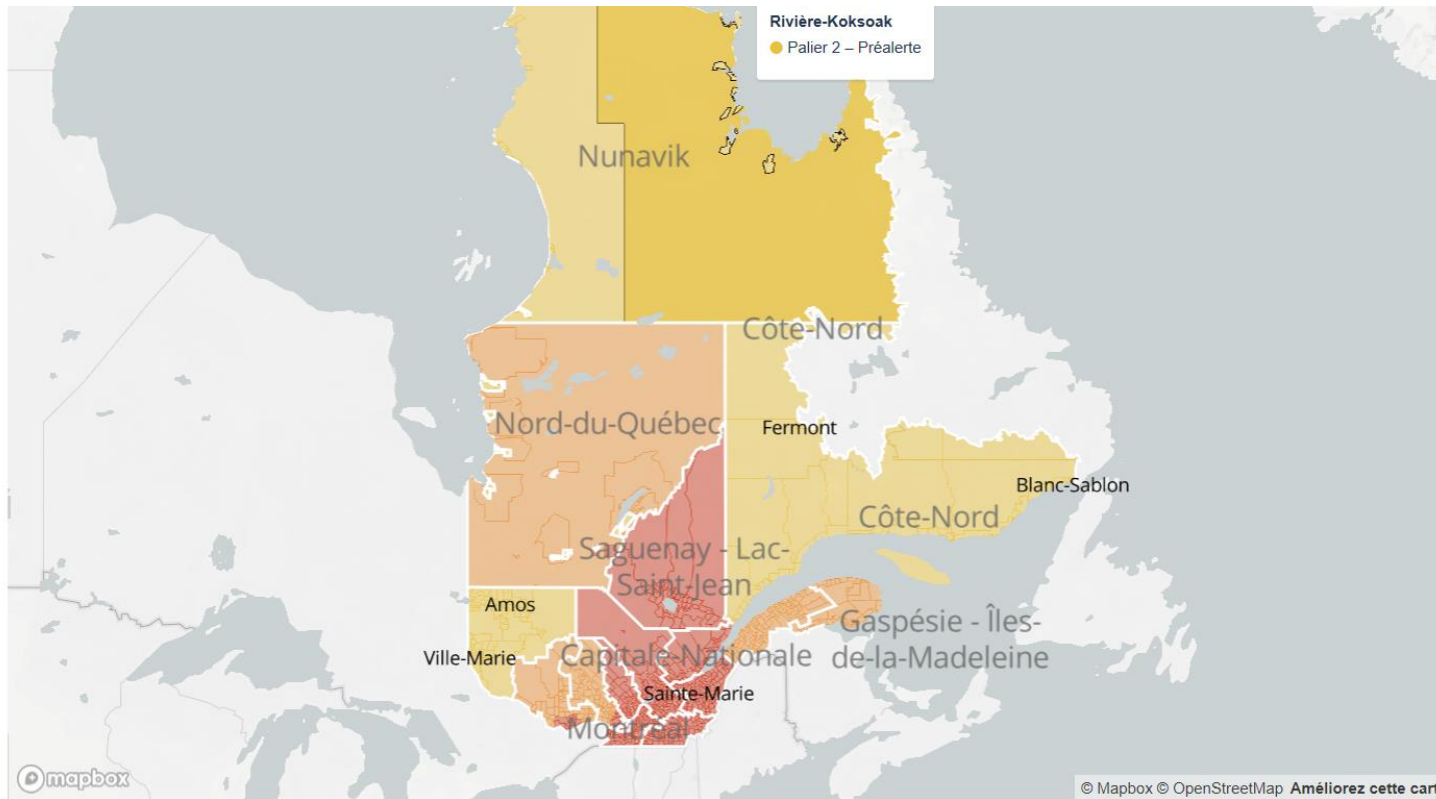 Rivière-Koksoak
Palier 2 – Préalerte
Nunavik
Côte-Nord
Nord-du-Québec
Fermont
Blanc-Sablon
Côte-Nord
Saguenay - Lac-
Saint-Jean
Amos
Gaspésie - Îles-
de-la-Madeleine
Ville-Marie
Capitale-Nationale
Sainte-Marie
Montréal
mapbox
© Mapbox © OpenStreetMap Améliorez cette cart